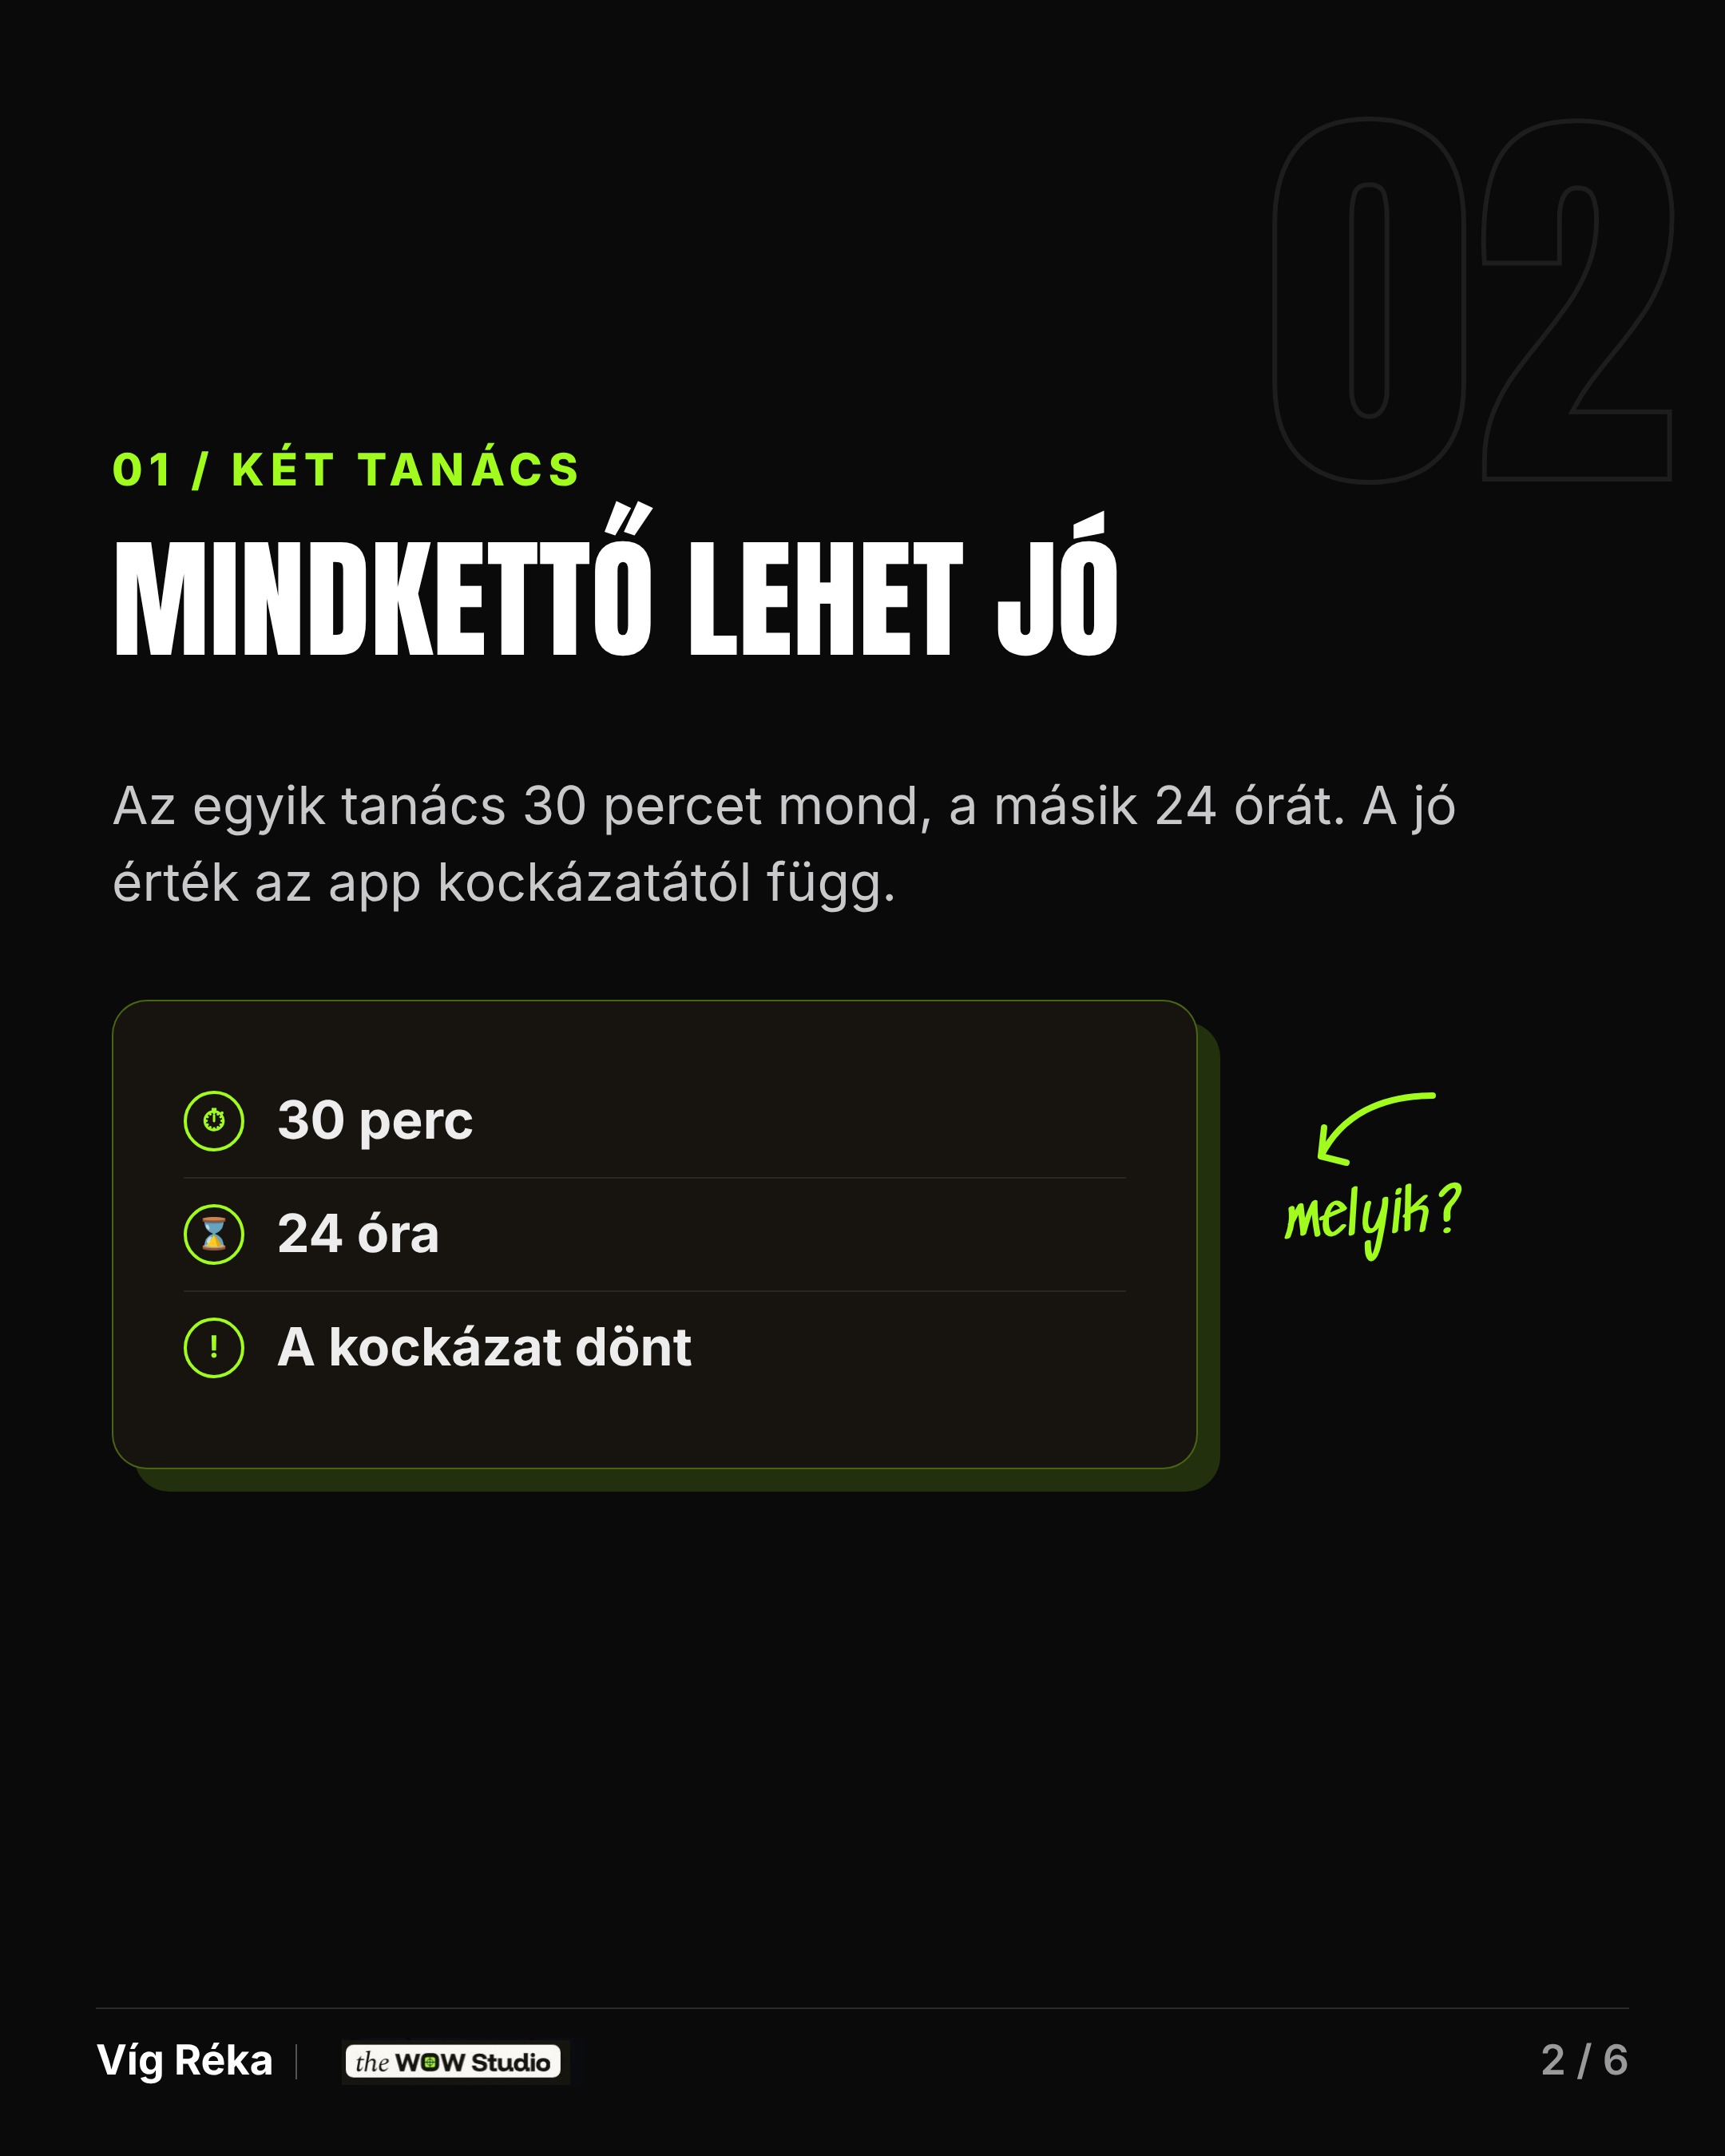 02
01 / KÉT TANÁCS
MINDKETTŐ LEHET JÓ
Az egyik tanács 30 percet mond, a másik 24 órát. A jó
érték az app kockázatától függ.
30 perc
24 óra
! A kockázat dönt
melyik?
Víg Réka
the WOW Studio
2 / 6